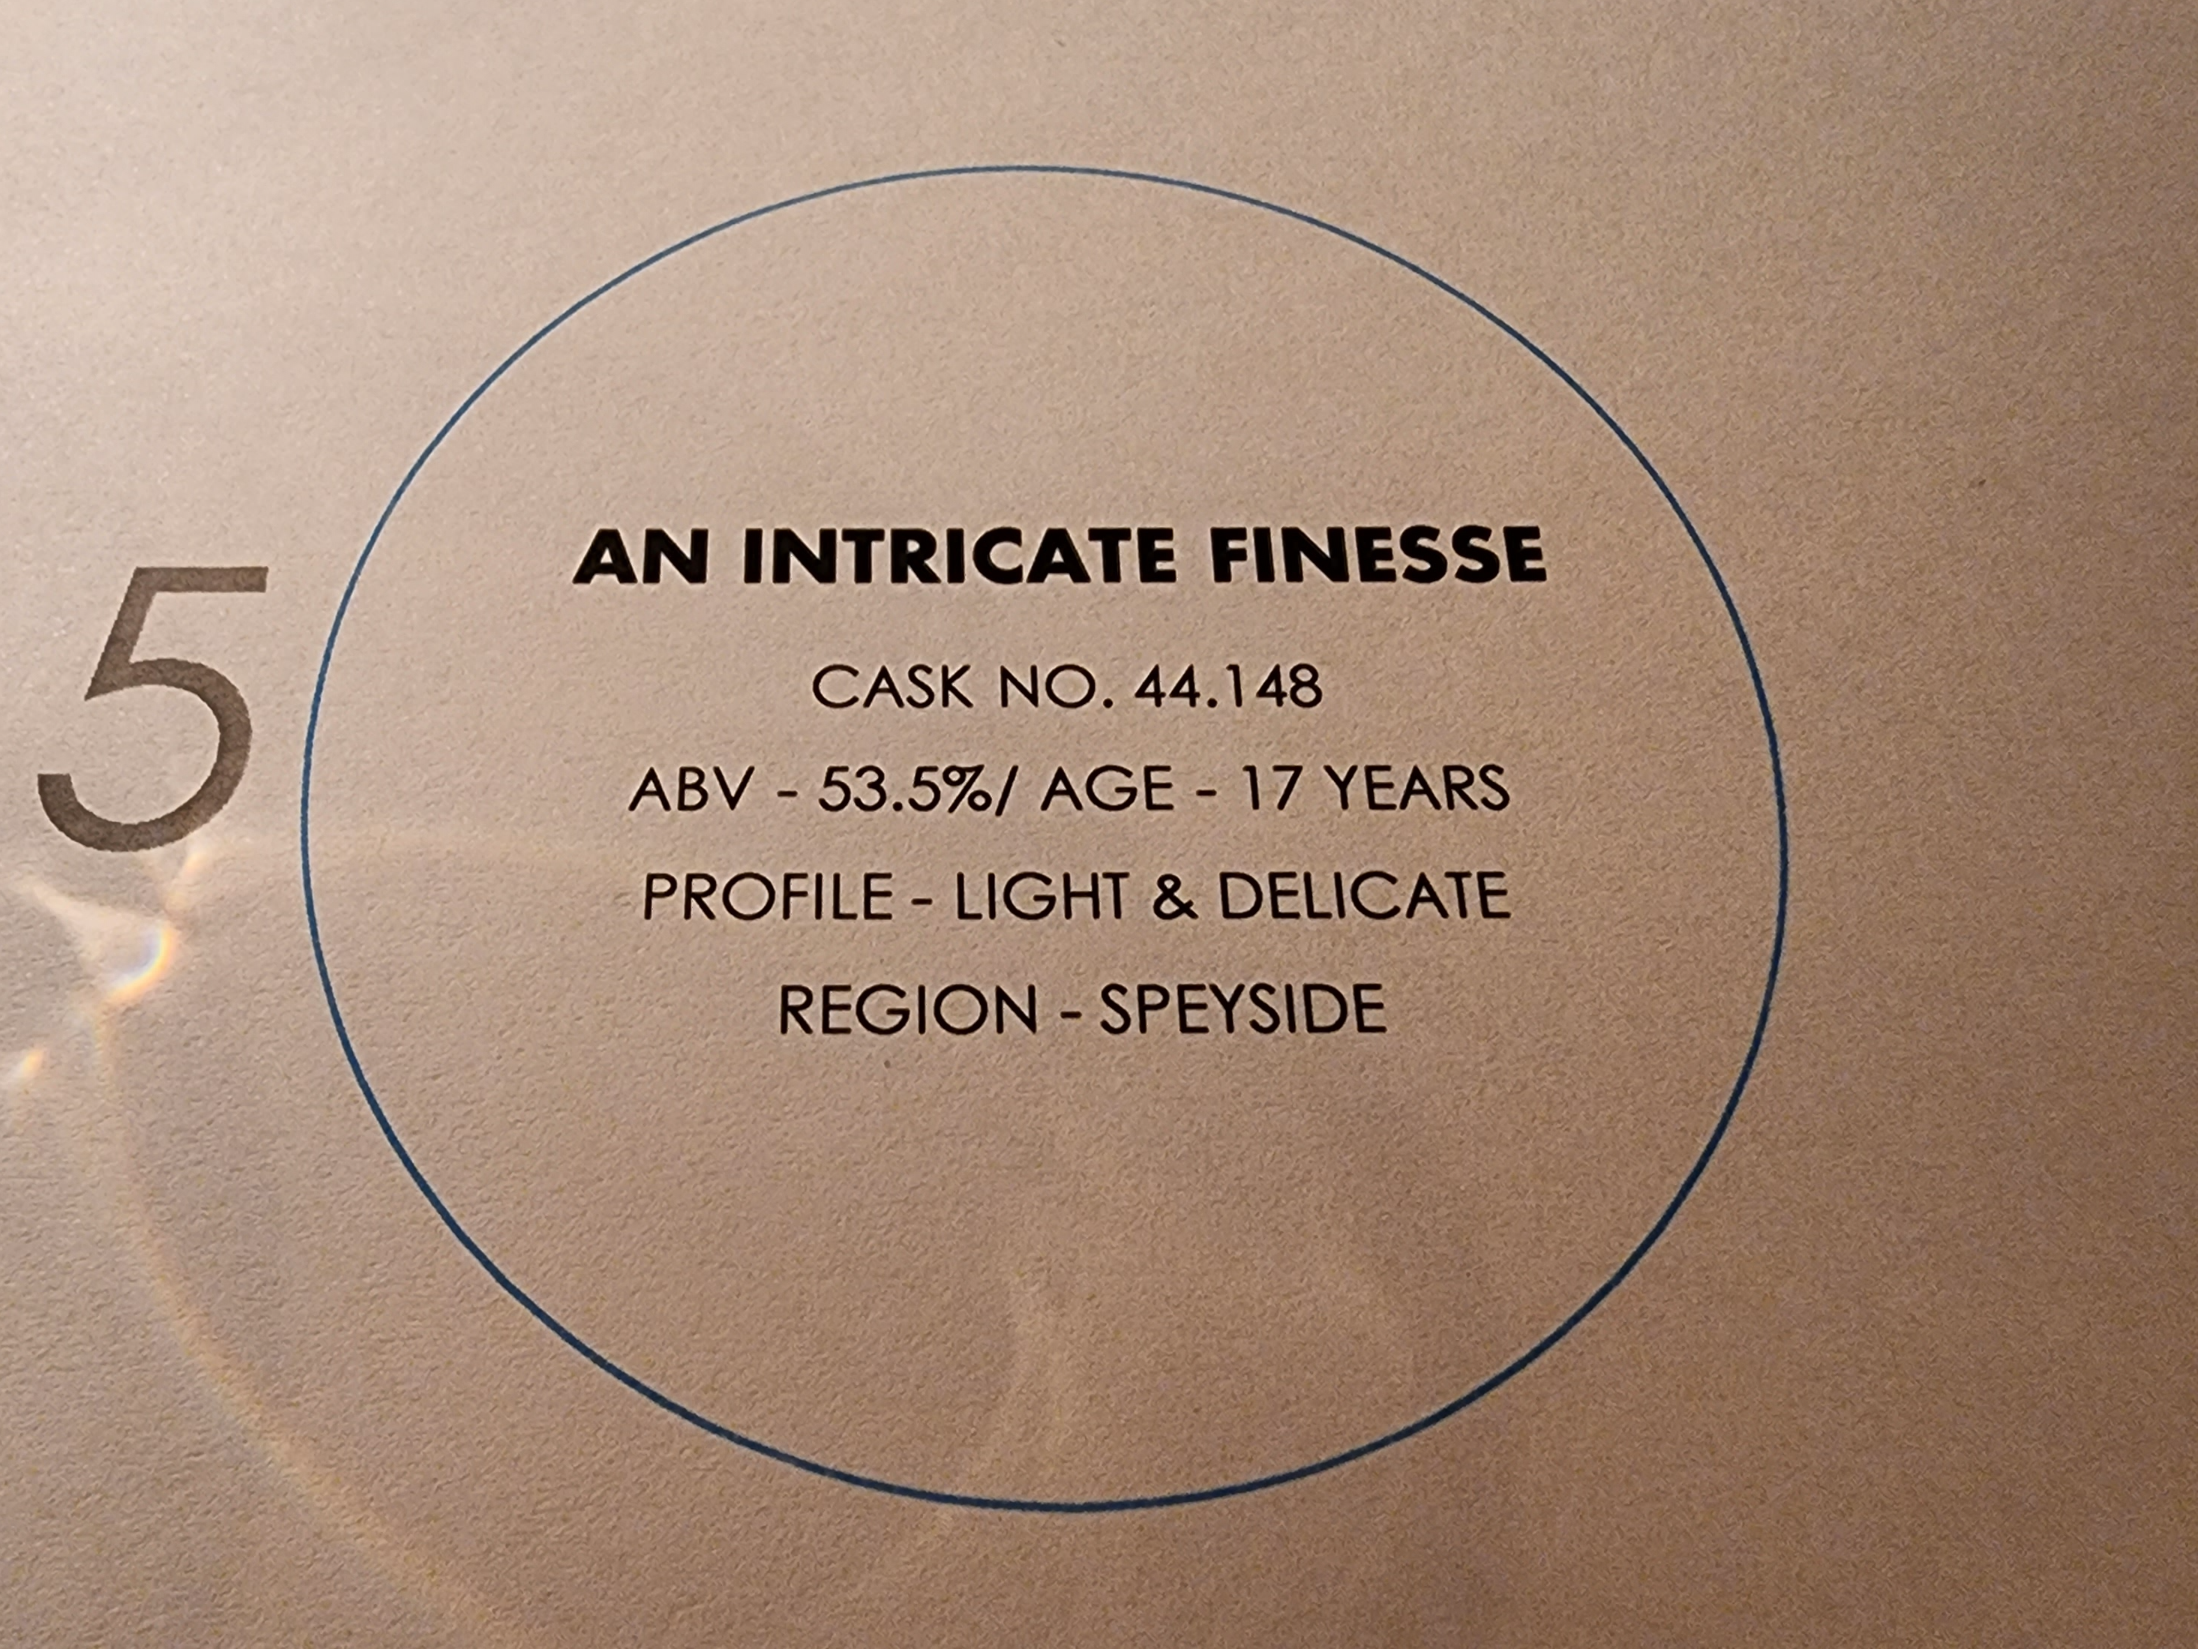 5
AN INTRICATE FINESSE
CASK NO. 44.148
ABV - 53.5%/ AGE - 17 YEARS
PROFILE - LIGHT & DELICATE
REGION - SPEYSIDE